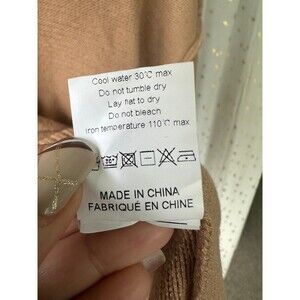 Cool water 30°C max
Do not tumble dry
Lay flat to dry
Do not bleach
Iron temperature 110°C max
MADE IN CHINA
FABRIQUÉ EN CHINE